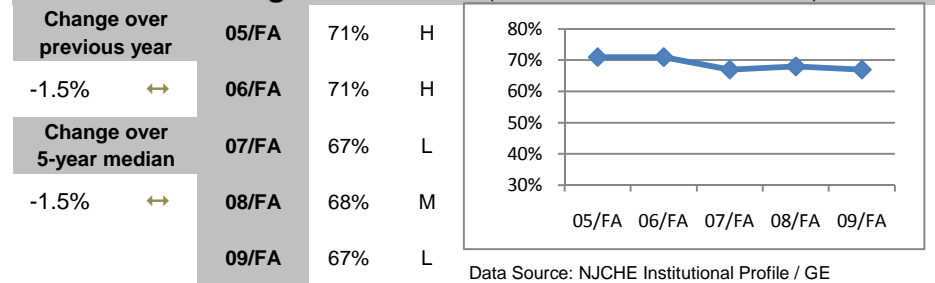 Change over
previous year
05/FA 71% H
-1.5% ↔ 06/FA 71% H
Change over
5-year median
07/FA 67% L
-1.5% ↔ 08/FA 68% M
09/FA 67% L
80%
70%
60%
50%
40%
30%
05/FA 06/FA 07/FA 08/FA 09/FA
Data Source: NJCHE Institutional Profile / GE